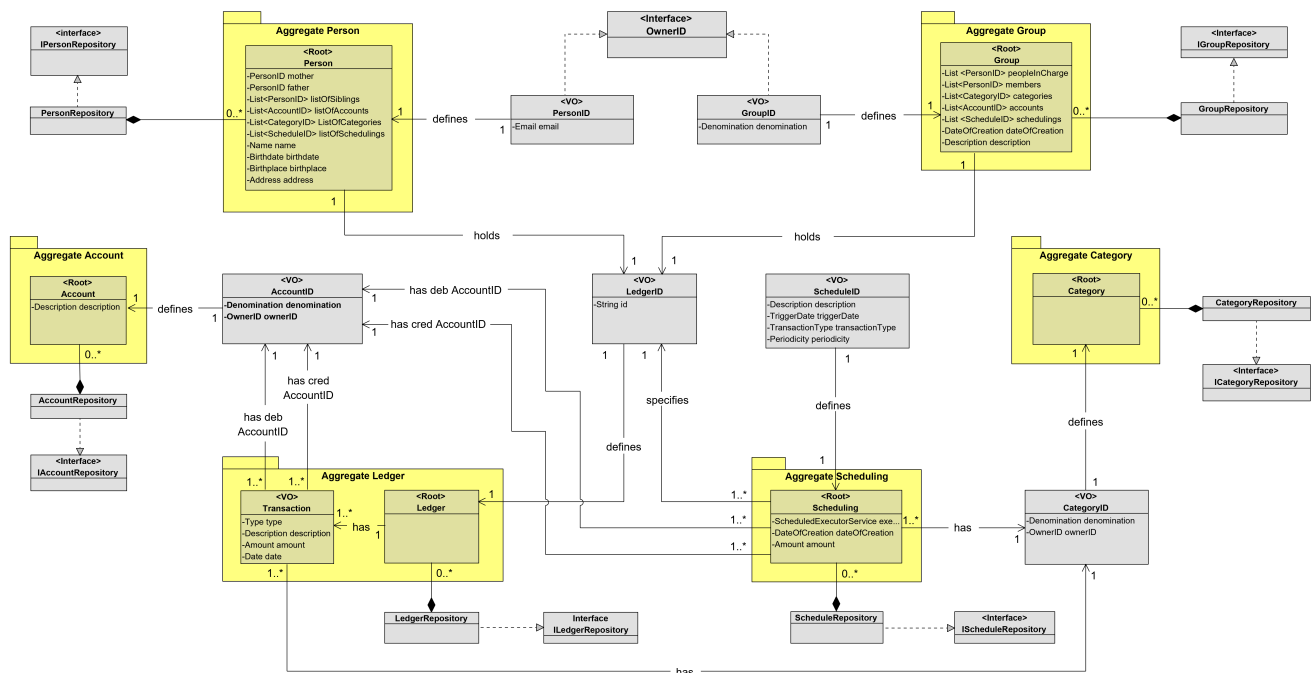 Aggregate Person
<Root>
Person
-PersonID mother
-PersonID father
-List<PersonID> listOfSiblings
-List<AccountID> listOfAccounts
-List<CategoryID> ListOfCategories
-List<ScheduleID> listOfSchedulings
-Name name
-Birthdate birthdate
-Birthplace birthplace
-Address address
<interface>
IPersonRepository
PersonRepository
0..*
1
defines
1
1
<Interface>
OwnerID
<VO>
PersonID
-Email email
<VO>
GroupID
-Denomination denomination
1
defines
1
Aggregate Group
<Root>
Group
-List <PersonID> peopleInCharge
-List <PersonID> members
-List<CategoryID> categories
-List<AccountID> accounts
-List <ScheduleID> schedulings
-DateOfCreation dateOfCreation
-Description description
0..*
1
<Interface>
IGroupRepository
GroupRepository
holds
holds
1
1
Aggregate Account
<Root>
Account
-Description description
1
defines
1
0..*
AccountRepository
<Interface>
IAccountRepository
<VO>
AccountID
-Denomination denomination
-OwnerID ownerID
1
1
1
1
has deb AccountID
has cred AccountID
<VO>
LedgerID
-String id
1
1
<VO>
ScheduleID
-Description description
-TriggerDate triggerDate
-TransactionType transactionType
-Periodicity periodicity
1
Aggregate Category
<Root>
Category
0..*
1
CategoryRepository
<Interface>
ICategoryRepository
has cred
AccountID
has deb
AccountID
specifies
defines
defines
defines
Aggregate Ledger
1..*
1..*
<VO>
Transaction
-Type type
-Description description
-Amount amount
-Date date
1..*
has
1
<Root>
Ledger
1
1..*
0..*
LedgerRepository
Interface
ILedgerRepository
1
Aggregate Scheduling
<Root>
Scheduling
-ScheduledExecutorService exe...
-DateOfCreation dateOfCreation
-Amount amount
1..*
1..*
1..*
1..*
has
1
0..*
ScheduleRepository
<Interface>
IScheduleRepository
1
<VO>
CategoryID
-Denomination denomination
-OwnerID ownerID
1
has